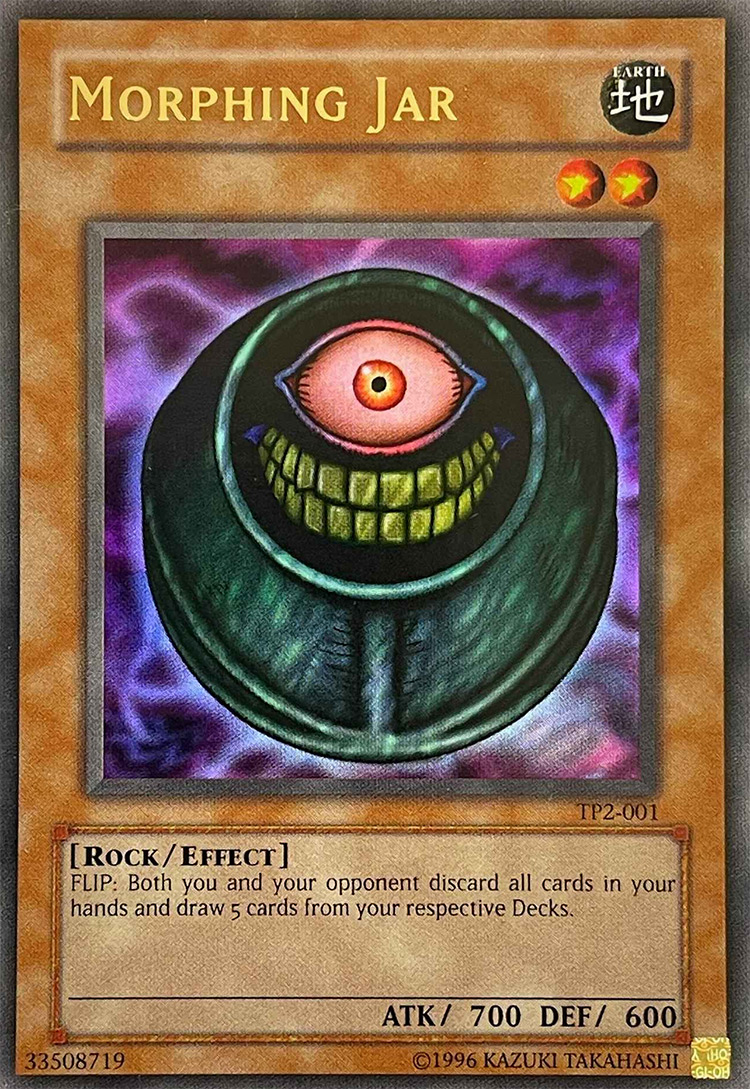 MORPHING JAR
EARTH
地
TP2-001
[ROCK/EFFECT]
FLIP: Both you and your opponent discard all cards in your
hands and draw 5 cards from your respective Decks.
ATK/ 700 DEF/ 600
33508719
©1996 KAZUKI TAKAHASHI